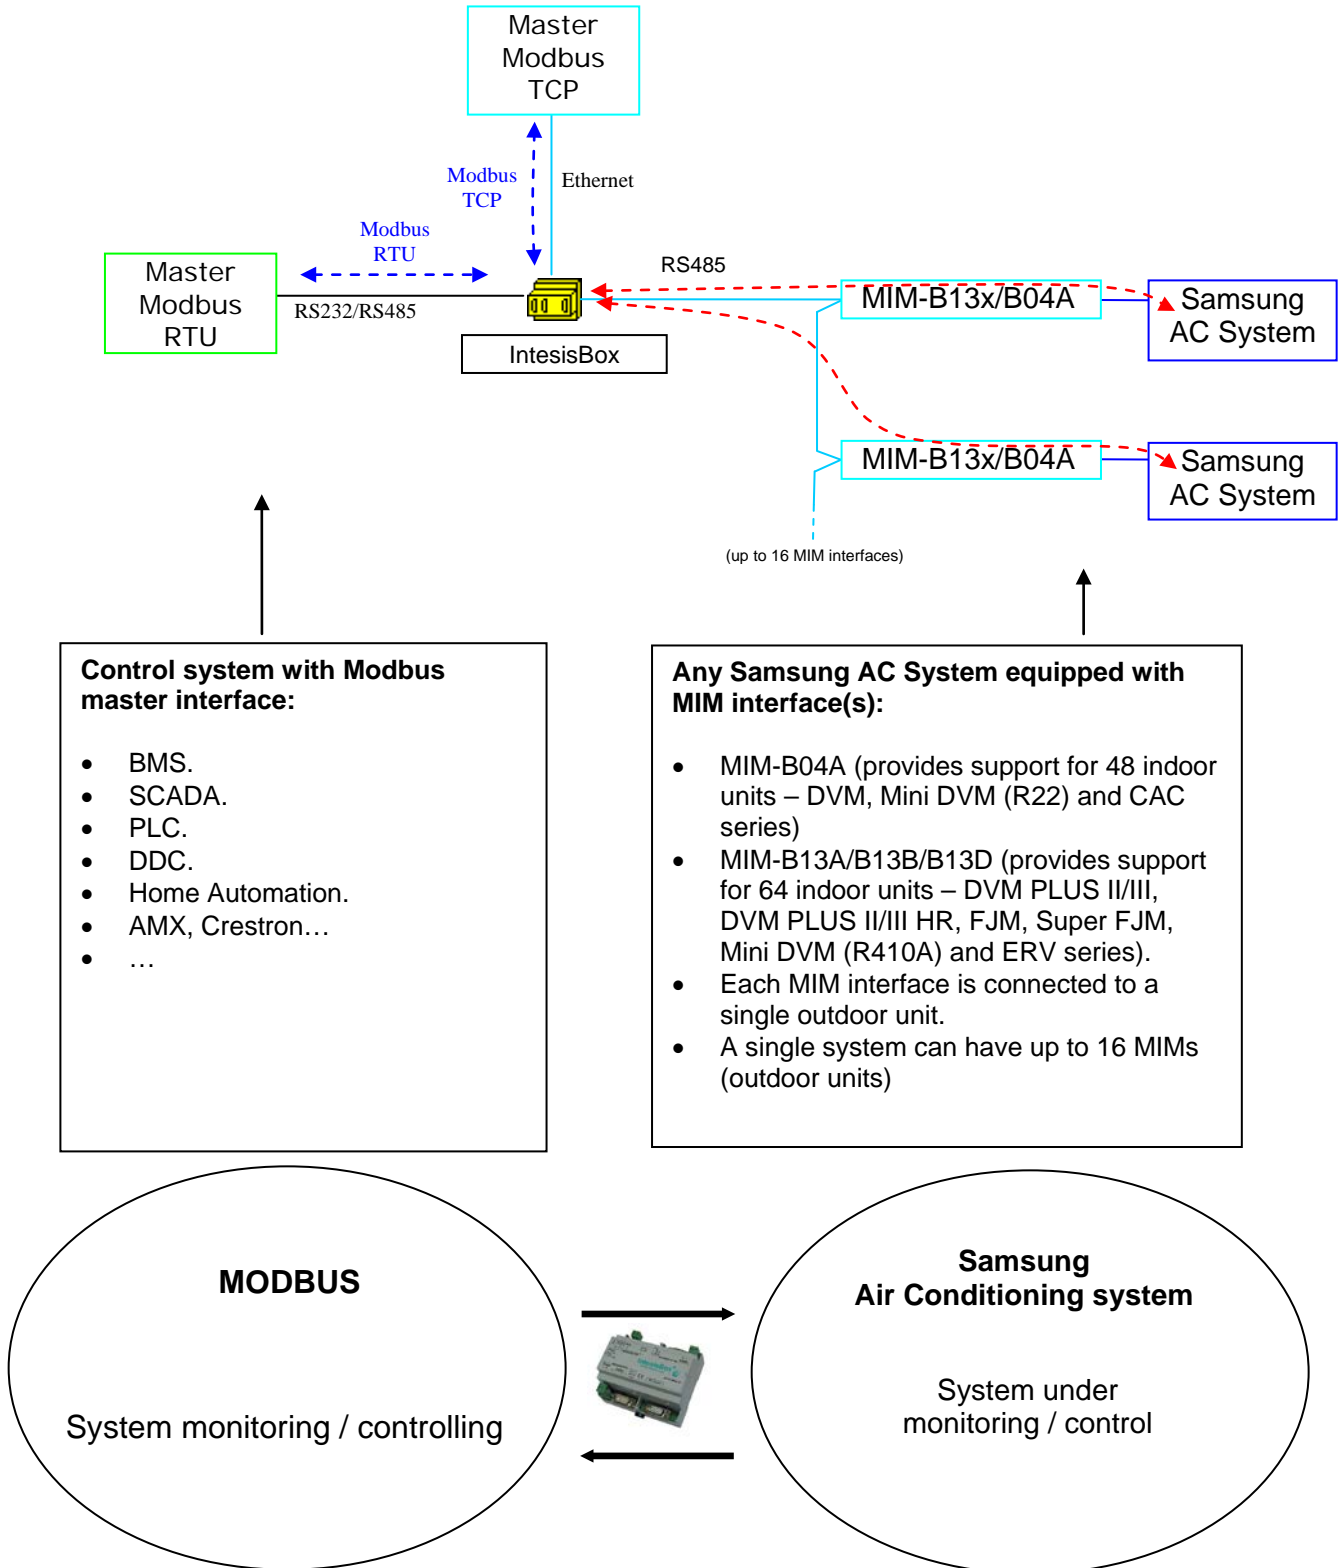 Master
Modbus
TCP
Modbus
TCP
Ethernet
Modbus
RTU
Master
Modbus
RTU
RS232/RS485
IntesisBox
RS485
MIM-B13x/B04A
Samsung
AC System
MIM-B13x/B04A
Samsung
AC System
(up to 16 MIM interfaces)
Control system with Modbus
master interface:
• BMS.
• SCADA.
• PLC.
• DDC.
• Home Automation.
• AMX, Crestron…
• …
Any Samsung AC System equipped with
MIM interface(s):
• MIM-B04A (provides support for 48 indoor
units – DVM, Mini DVM (R22) and CAC
series)
• MIM-B13A/B13B/B13D (provides support
for 64 indoor units – DVM PLUS II/III,
DVM PLUS II/III HR, FJM, Super FJM,
Mini DVM (R410A) and ERV series).
• Each MIM interface is connected to a
single outdoor unit.
• A single system can have up to 16 MIMs
(outdoor units)
MODBUS
System monitoring / controlling
Samsung
Air Conditioning system
System under
monitoring / control